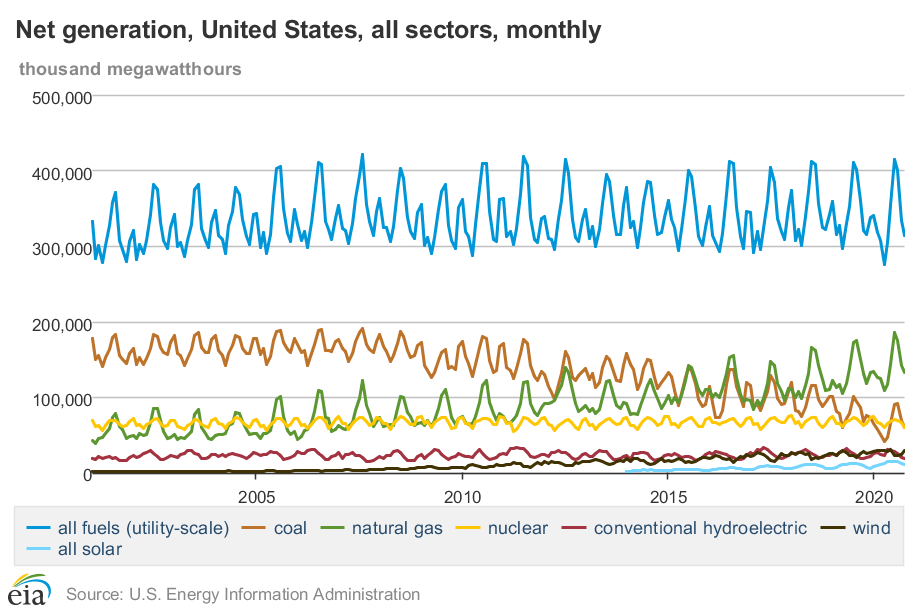 Net generation, United States, all sectors, monthly
thousand megawatthours
500,000
400,000
300,000
200,000
100,000
0
2005 2010 2015 2020
all fuels (utility-scale) coal natural gas nuclear conventional hydroelectric wind
all solar
eia Source: U.S. Energy Information Administration